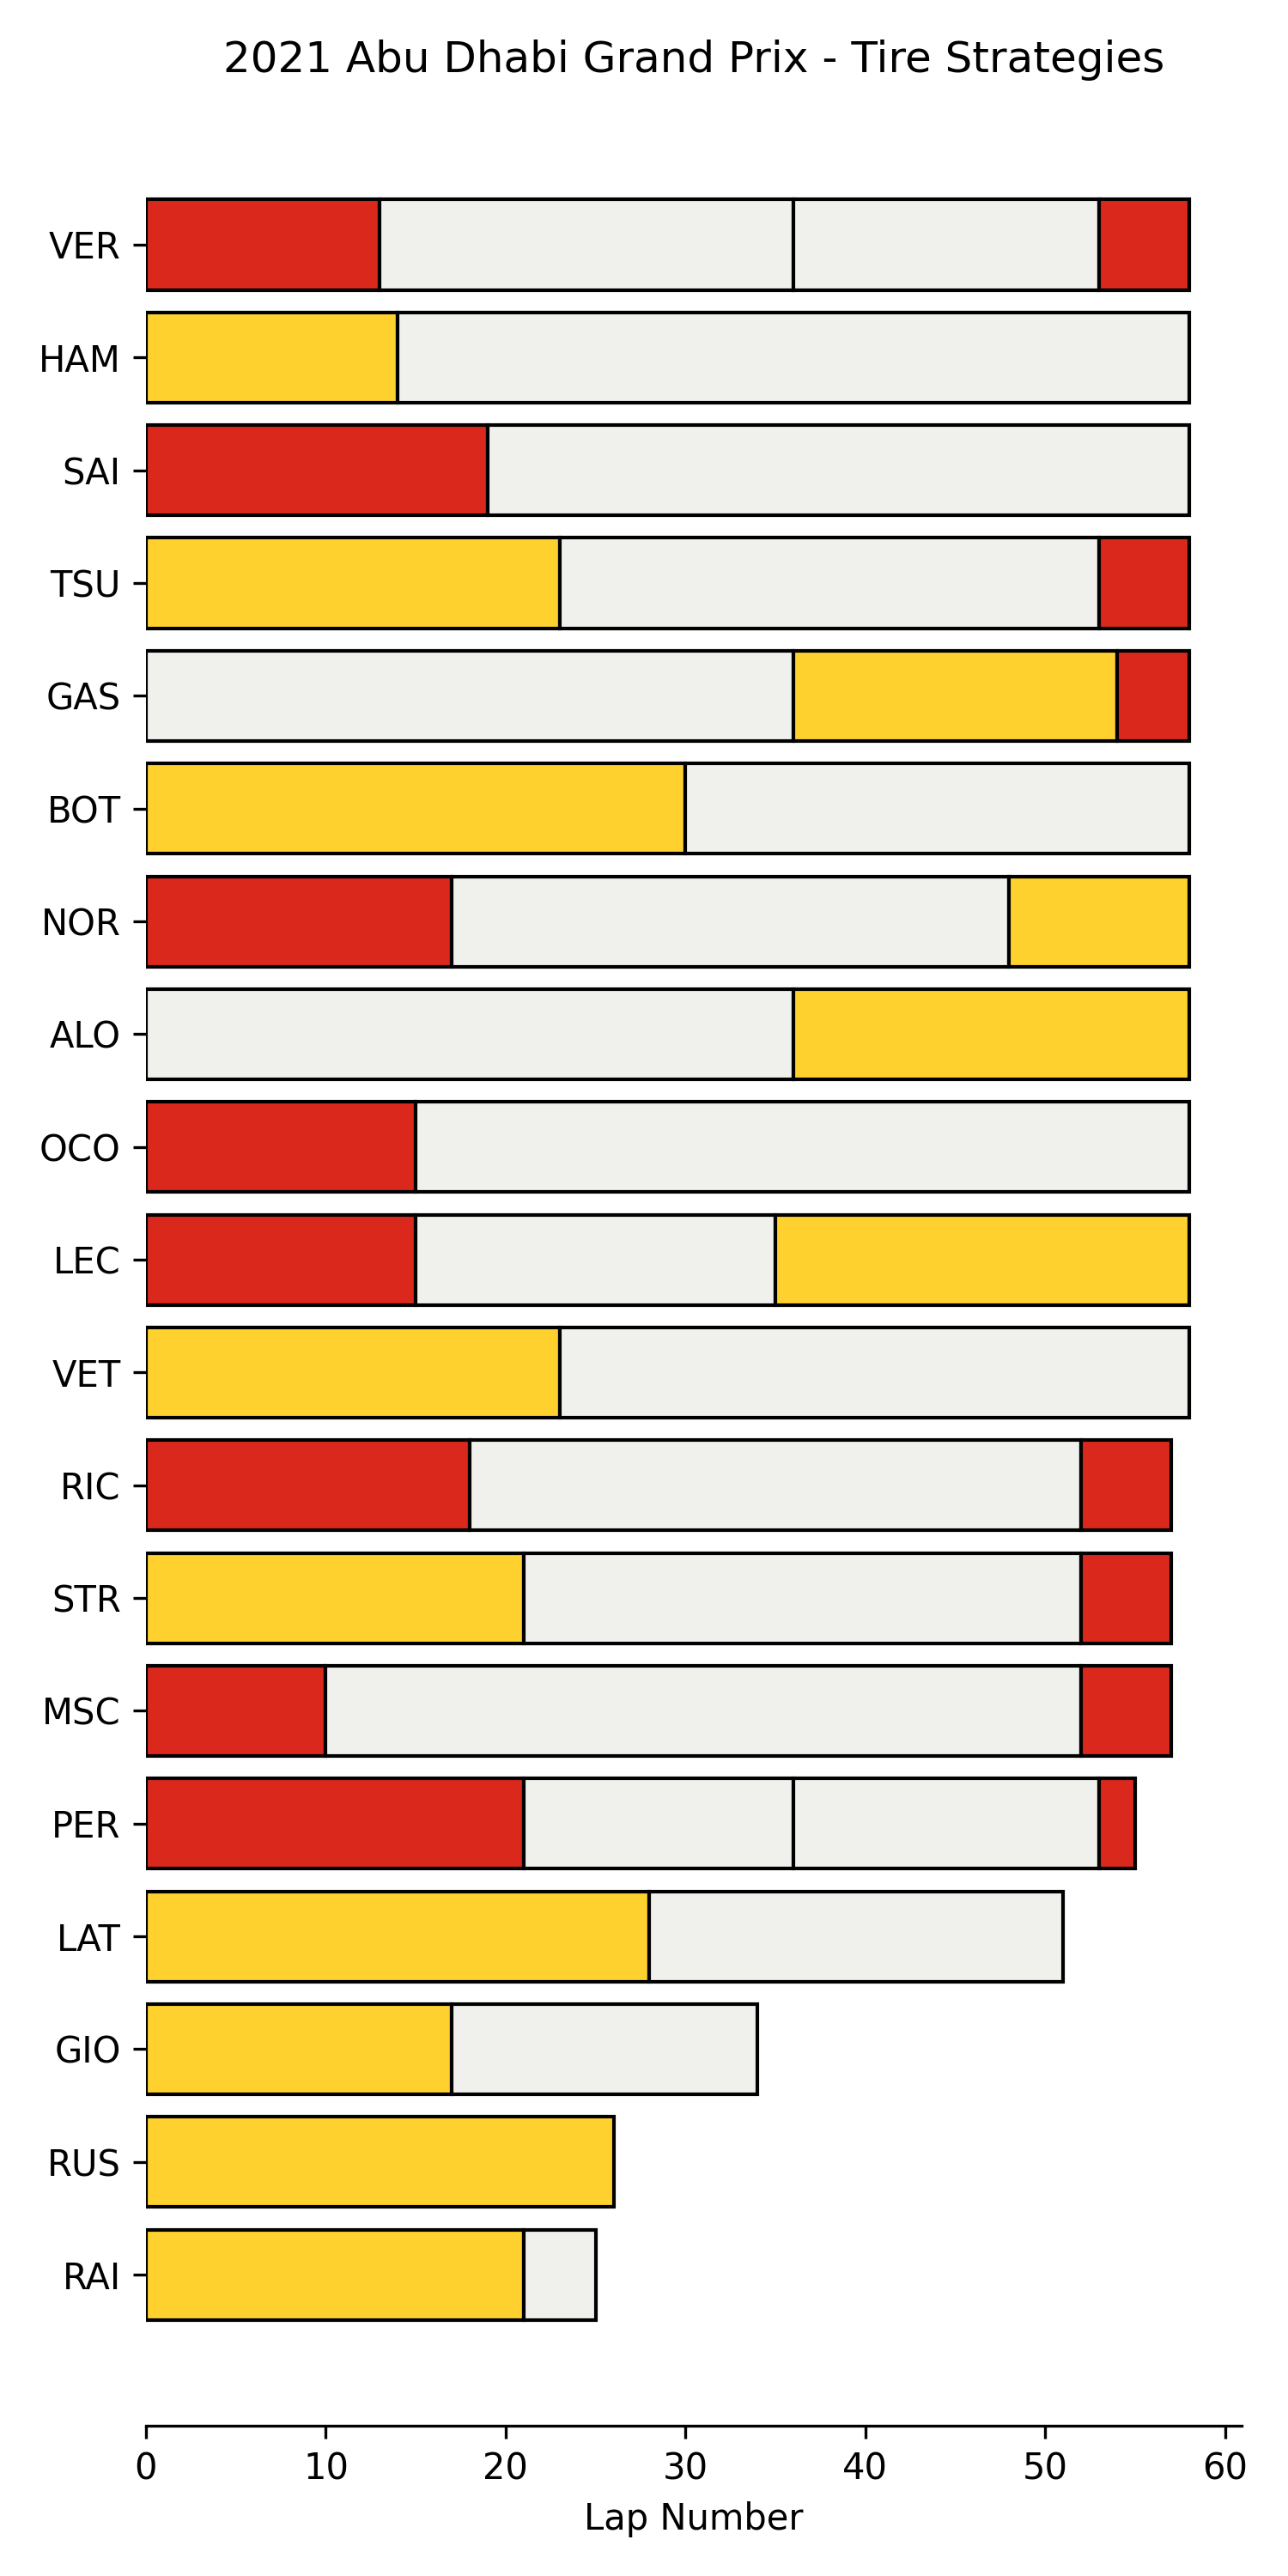 2021 Abu Dhabi Grand Prix - Tire Strategies
VER
HAM
SAI
TSU
GAS
BOT
NOR
ALO
OCO
LEC
VET
RIC
STR
MSC
PER
LAT
GIO
RUS
RAI
0 10 20 30 40 50 60
Lap Number